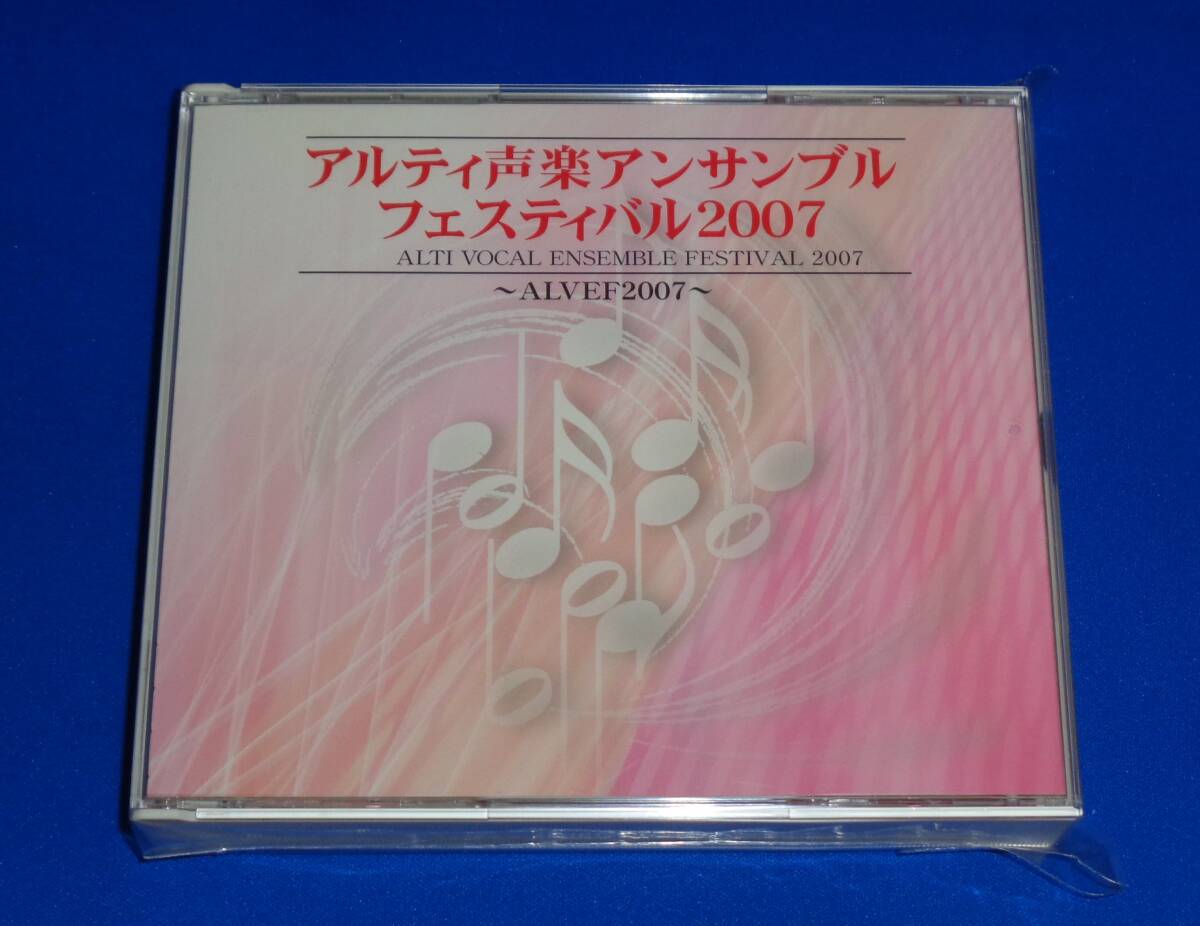 アルティ声楽アンサンブル
フェスティバル2007
ALTI VOCAL ENSEMBLE FESTIVAL 2007
～ALVEF2007～